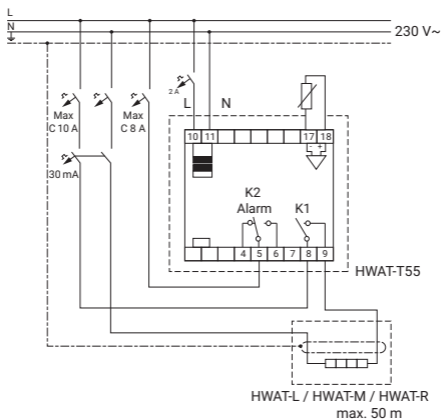 L
N
230 V~
2 A
L N
Max
C 10 A
Max
C 8 A
10 11 17 18
- +
30 mA
K2
Alarm
K1
4 5 6 7 8 9
HWAT-T55
HWAT-L / HWAT-M / HWAT-R
max. 50 m